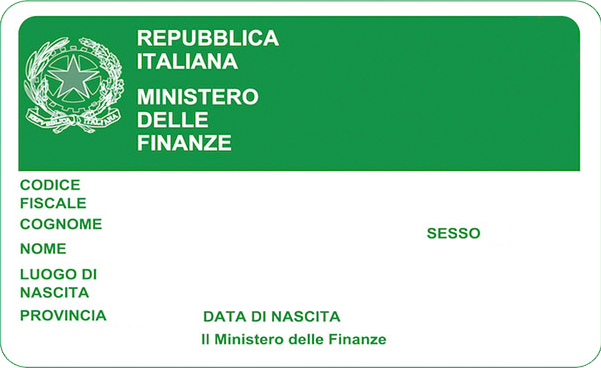 REPUBBLICA
ITALIANA
MINISTERO
DELLE
FINANZE
REPVBBLICA ITALIANA
CODICE
FISCALE
COGNOME
SESSO
NOME
LUOGO DI
NASCITA
PROVINCIA
DATA DI NASCITA
Il Ministero delle Finanze